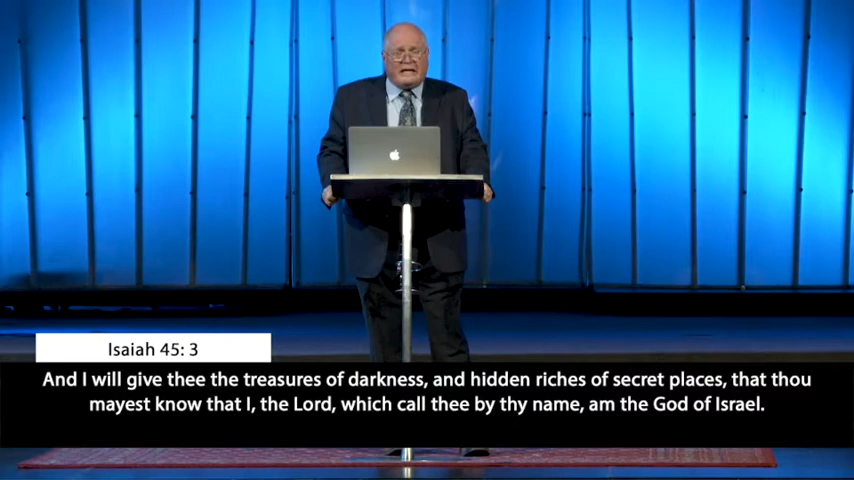 Isaiah 45: 3
And I will give thee the treasures of darkness, and hidden riches of secret places, that thou
mayest know that I, the Lord, which call thee by thy name, am the God of Israel.